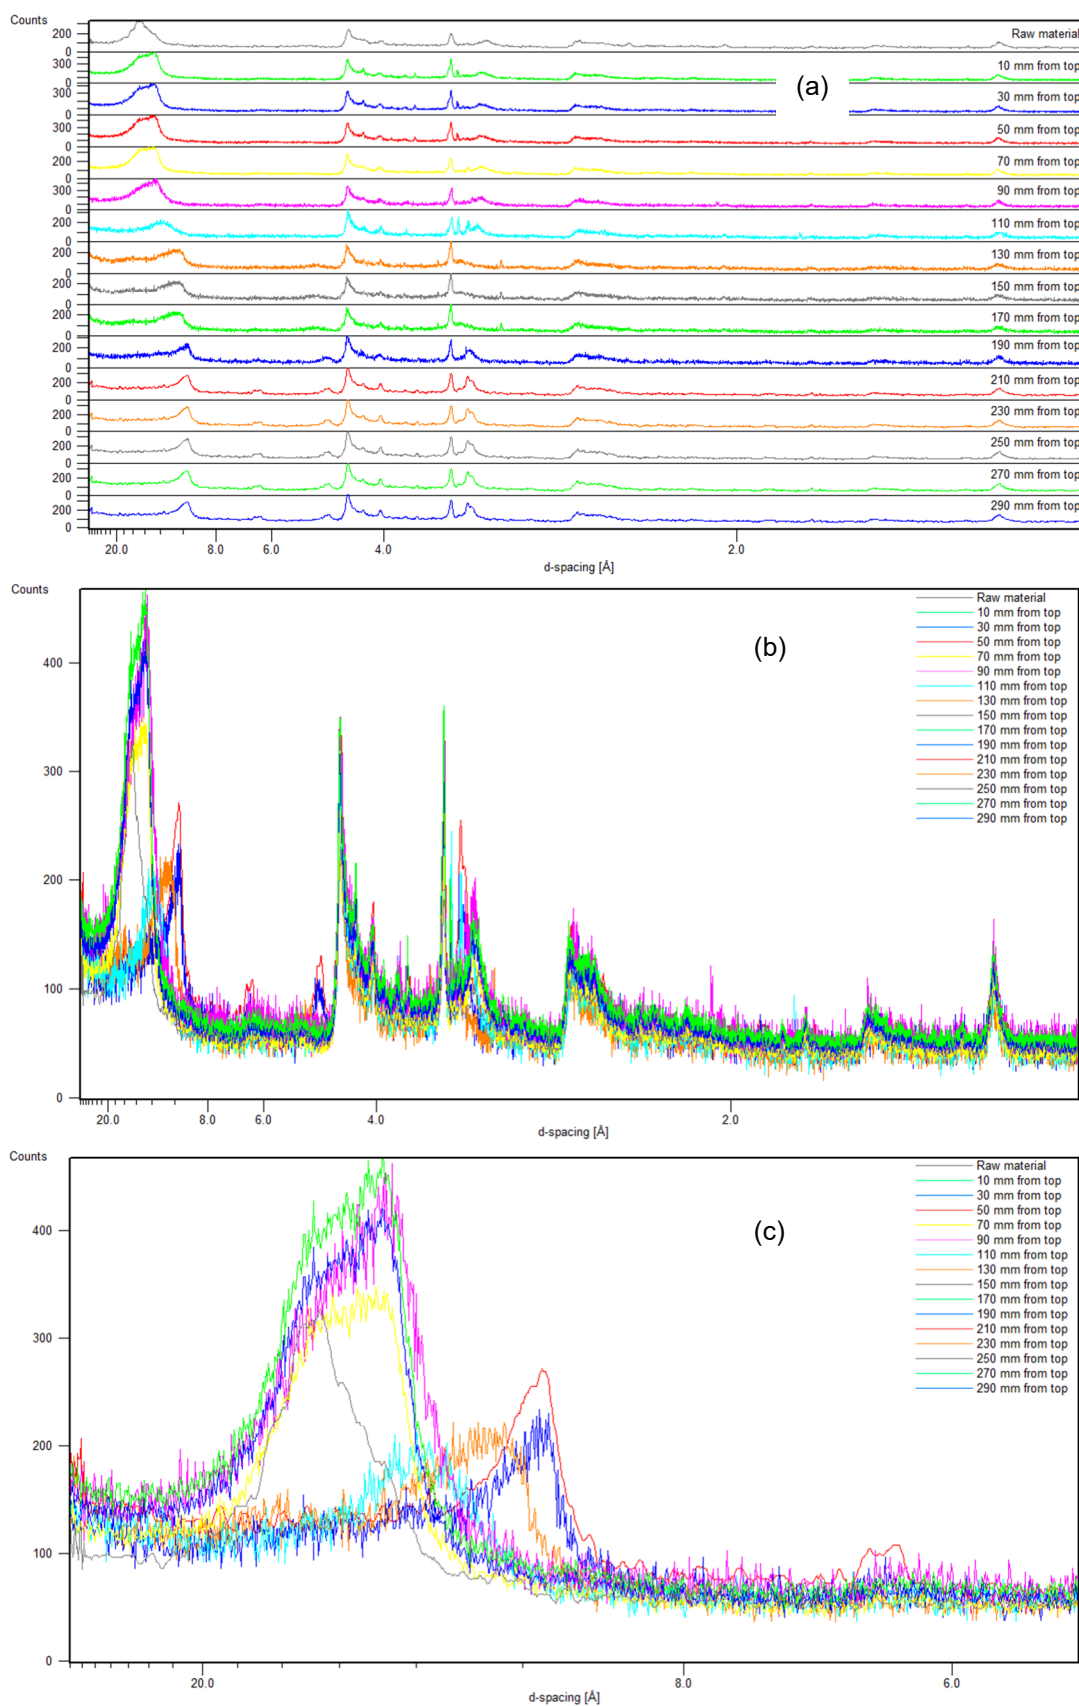 Counts
200
0
Raw material
300
0
10 mm from top
(a)
300
0
30 mm from top
300
0
50 mm from top
200
0
70 mm from top
300
0
90 mm from top
200
0
110 mm from top
200
0
130 mm from top
200
0
150 mm from top
200
0
170 mm from top
200
0
190 mm from top
200
0
210 mm from top
200
0
230 mm from top
200
0
250 mm from top
200
0
270 mm from top
200
0
290 mm from top
20.0 8.0 6.0 4.0 2.0
d-spacing [Å]
Counts
400
300
200
100
0
(b)
Raw material
10 mm from top
30 mm from top
50 mm from top
70 mm from top
90 mm from top
110 mm from top
130 mm from top
150 mm from top
170 mm from top
190 mm from top
210 mm from top
230 mm from top
250 mm from top
270 mm from top
290 mm from top
20.0 8.0 6.0 4.0 2.0
d-spacing [Å]
Counts
400
300
200
100
0
(c)
Raw material
10 mm from top
30 mm from top
50 mm from top
70 mm from top
90 mm from top
110 mm from top
130 mm from top
150 mm from top
170 mm from top
190 mm from top
210 mm from top
230 mm from top
250 mm from top
270 mm from top
290 mm from top
20.0 8.0 6.0
d-spacing [Å]